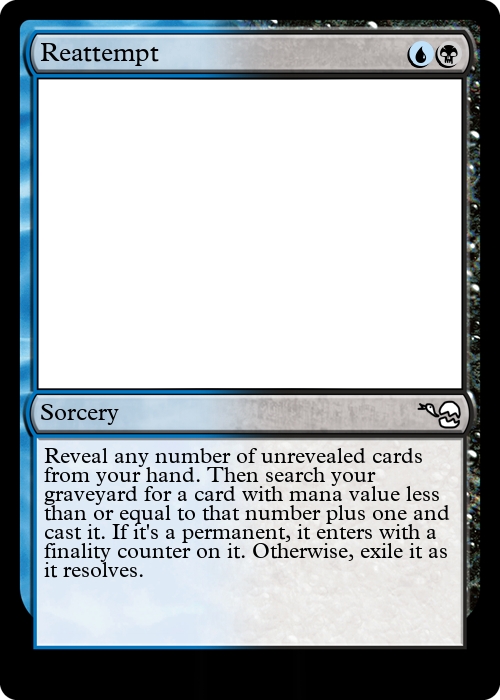 Reattempt
Sorcery
Reveal any number of unrevealed cards
from your hand. Then search your
graveyard for a card with mana value less
than or equal to that number plus one and
cast it. If it's a permanent, it enters with a
finality counter on it. Otherwise, exile it as
it resolves.